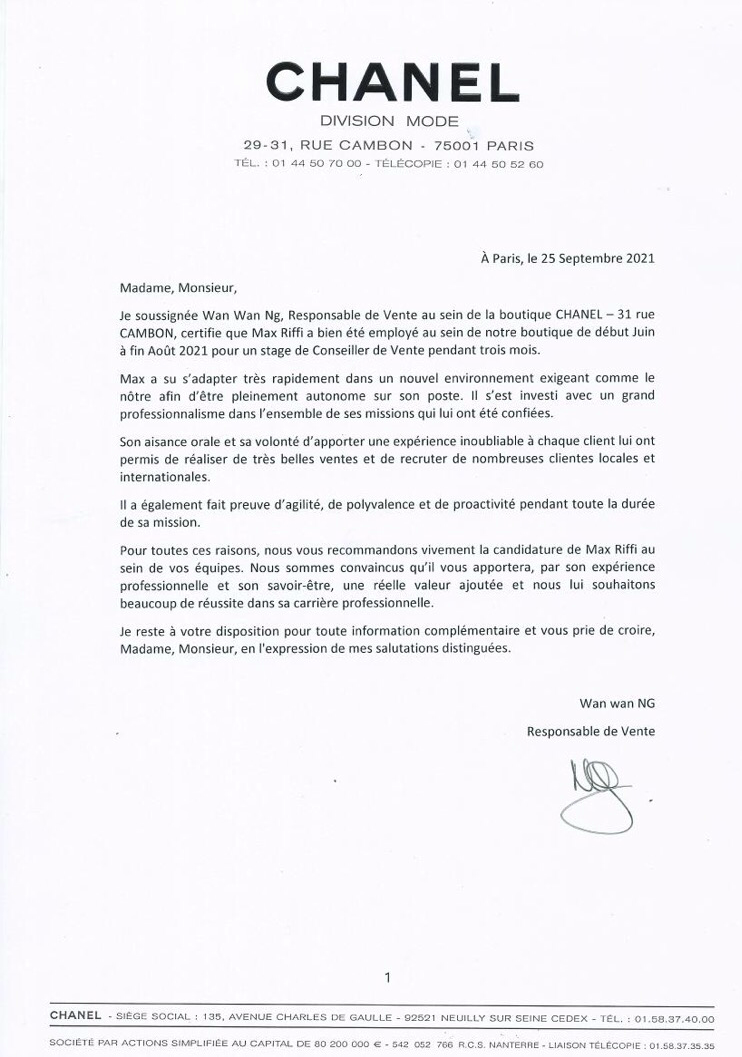 CHANEL
DIVISION MODE
29-31, RUE CAMBON - 75001 PARIS
TÉL. : 01 44 50 70 00 - TÉLÉCOPIE : 01 44 50 52 60
À Paris, le 25 Septembre 2021
Madame, Monsieur,
Je soussignée Wan Wan Ng, Responsable de Vente au sein de la boutique CHANEL – 31 rue
CAMBON, certifie que Max Riffi a bien été employé au sein de notre boutique de début Juin
à fin Août 2021 pour un stage de Conseiller de Vente pendant trois mois.
Max a su s'adapter très rapidement dans un nouvel environnement exigeant comme le
nôtre afin d'être pleinement autonome sur son poste. Il s'est investi avec un grand
professionnalisme dans l'ensemble de ses missions qui lui ont été confiées.
Son aisance orale et sa volonté d'apporter une expérience inoubliable à chaque client lui ont
permis de réaliser de très belles ventes et de recruter de nombreuses clientes locales et
internationales.
Il a également fait preuve d'agilité, de polyvalence et de proactivité pendant toute la durée
de sa mission.
Pour toutes ces raisons, nous vous recommandons vivement la candidature de Max Riffi au
sein de vos équipes. Nous sommes convaincus qu'il vous apportera, par son expérience
professionnelle et son savoir-être, une réelle valeur ajoutée et nous lui souhaitons
beaucoup de réussite dans sa carrière professionnelle.
Je reste à votre disposition pour toute information complémentaire et vous prie de croire,
Madame, Monsieur, en l'expression de mes salutations distinguées.
Wan wan NG
Responsable de Vente
1
CHANEL - SIÈGE SOCIAL : 135, AVENUE CHARLES DE GAULLE - 92521 NEUILLY SUR SEINE CEDEX - TÉL. : 01.58.37.40.00
SOCIÉTÉ PAR ACTIONS SIMPLIFIÉE AU CAPITAL DE 80 200 000 € - 542 052 766 R.C.S. NANTERRE - LIAISON TÉLÉCOPIE : 01.58.37.35.35